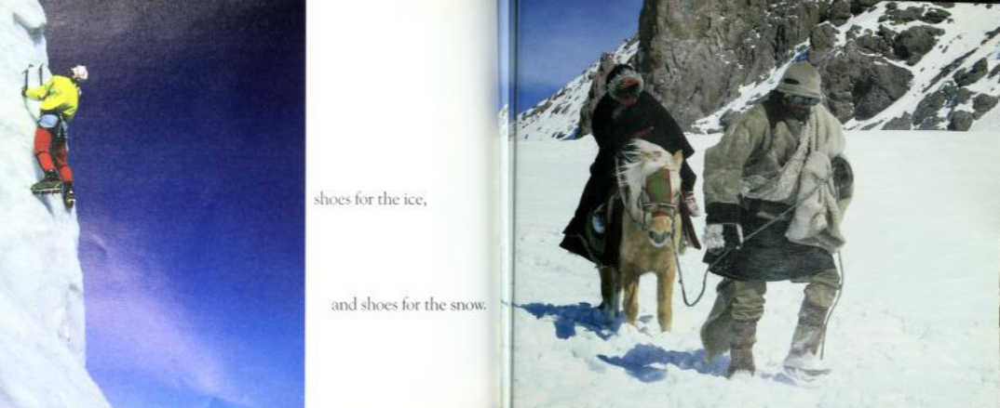 shoes for the ice,
and shoes for the snow.